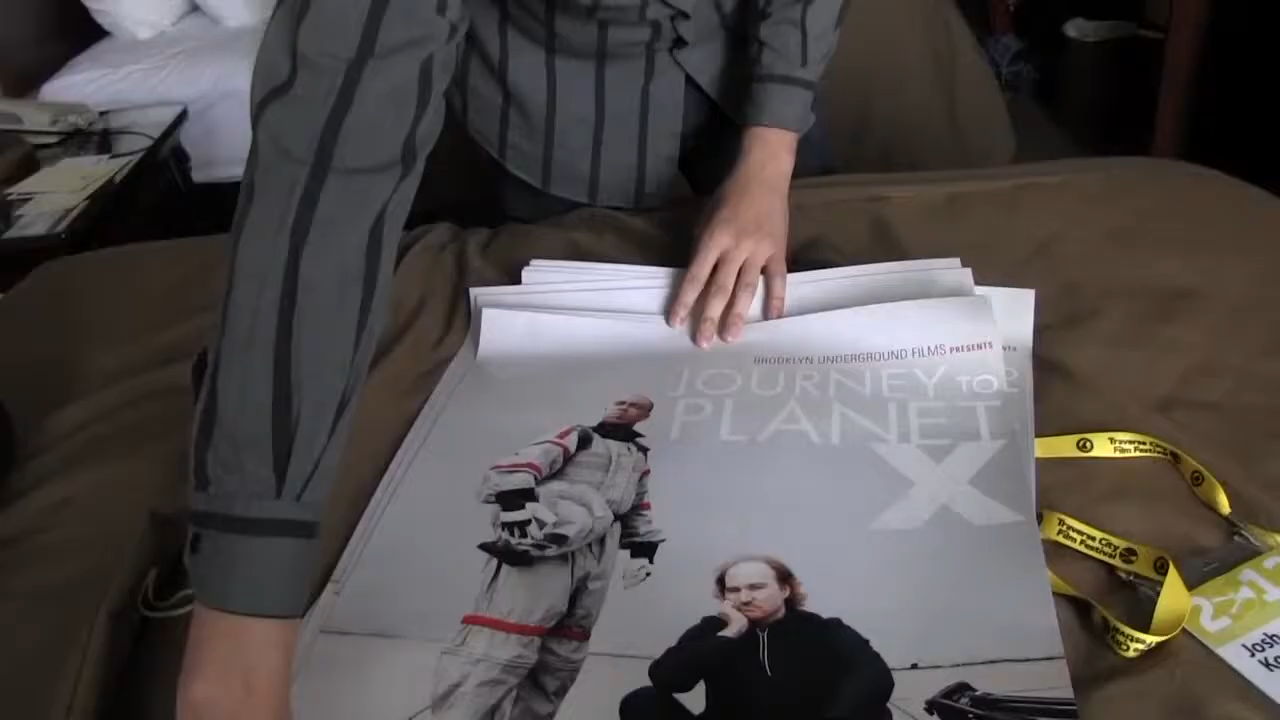 BROOKLYN UNDERGROUND FILMS PRESENTS
JOURNEY TO
PLANET
X
Traverse City
Film Festival
Traverse City
Film Festival
Josh